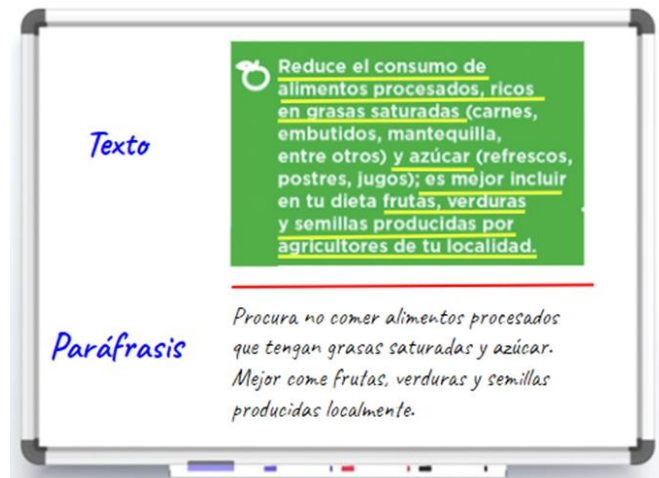 Texto
Reduce el consumo de
alimentos procesados, ricos
en grasas saturadas (carnes,
embutidos, mantequilla,
entre otros) y azúcar (refrescos,
postres, jugos); es mejor incluir
en tu dieta frutas, verduras
y semillas producidas por
agricultores de tu localidad.
Paráfrasis
Procura no comer alimentos procesados
que tengan grasas saturadas y azúcar.
Mejor come frutas, verduras y semillas
producidas localmente.